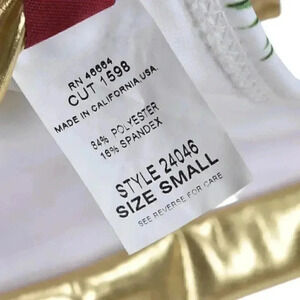 RN 46664
CUT 1598
MADE IN CALIFORNIA, USA.
84% POLYESTER
16% SPANDEX
STYLE 24046
SIZE SMALL
SEE REVERSE FOR CARE